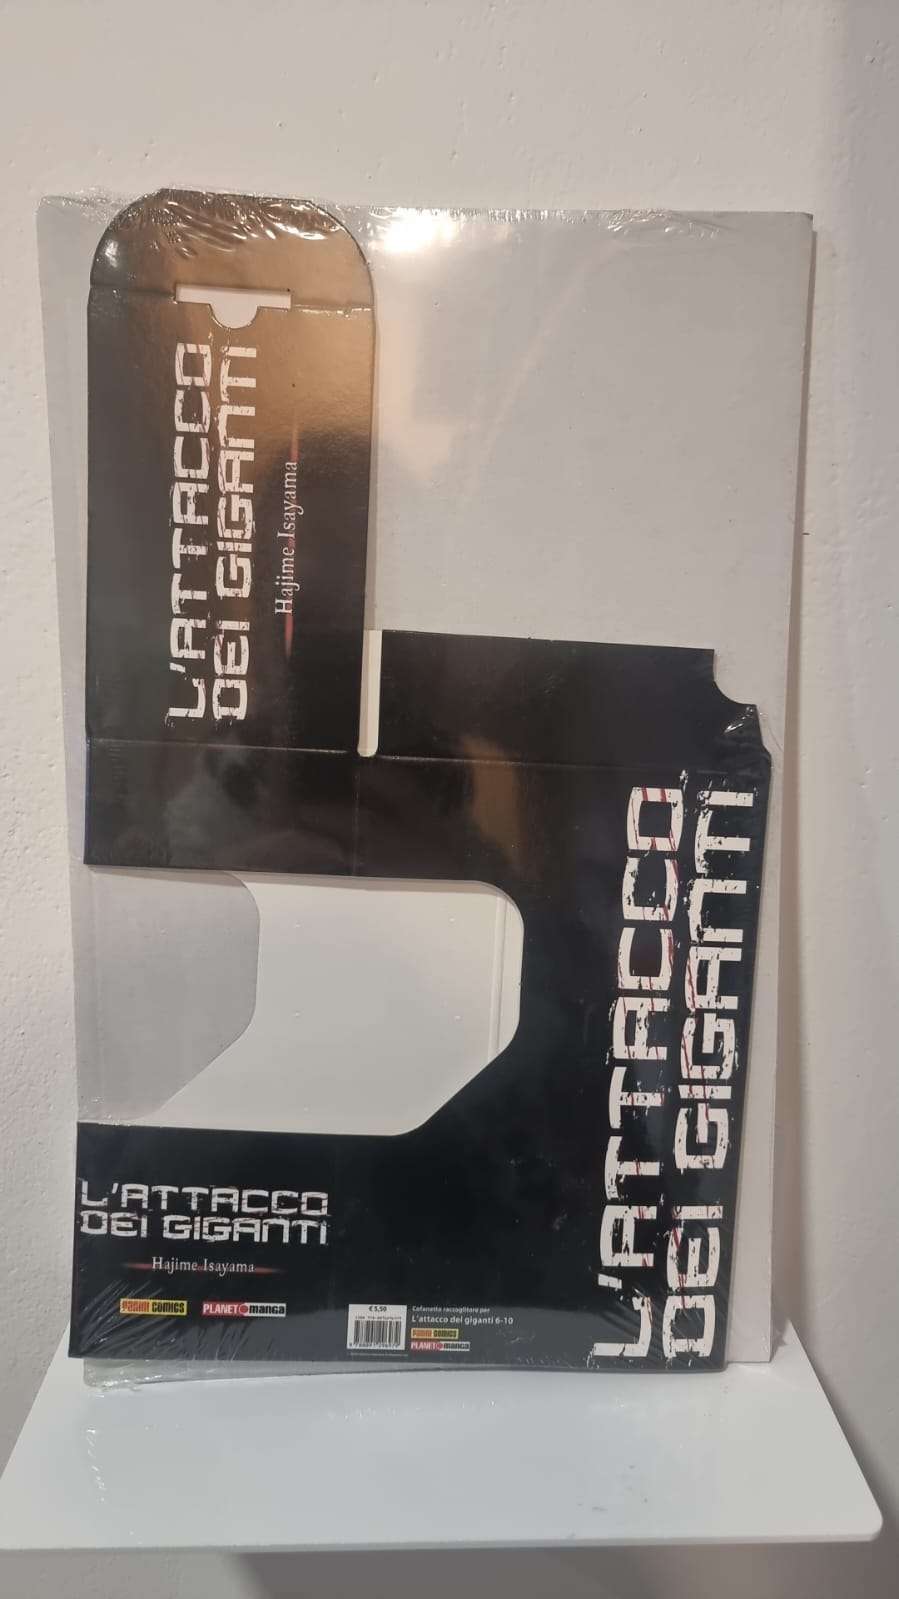 L'ATTACCO
DEI GIGANTI
Hajime Isayama
L'ATTACCO
DEI GIGANTI
L'ATTACCO
DEI GIGANTI
Hajime Isayama
PANINI COMICS
PLANET manga
€ 5,50
Cofanetto raccoglitore per
L'attacco dei giganti 6-10
PANINI COMICS
PLANET manga